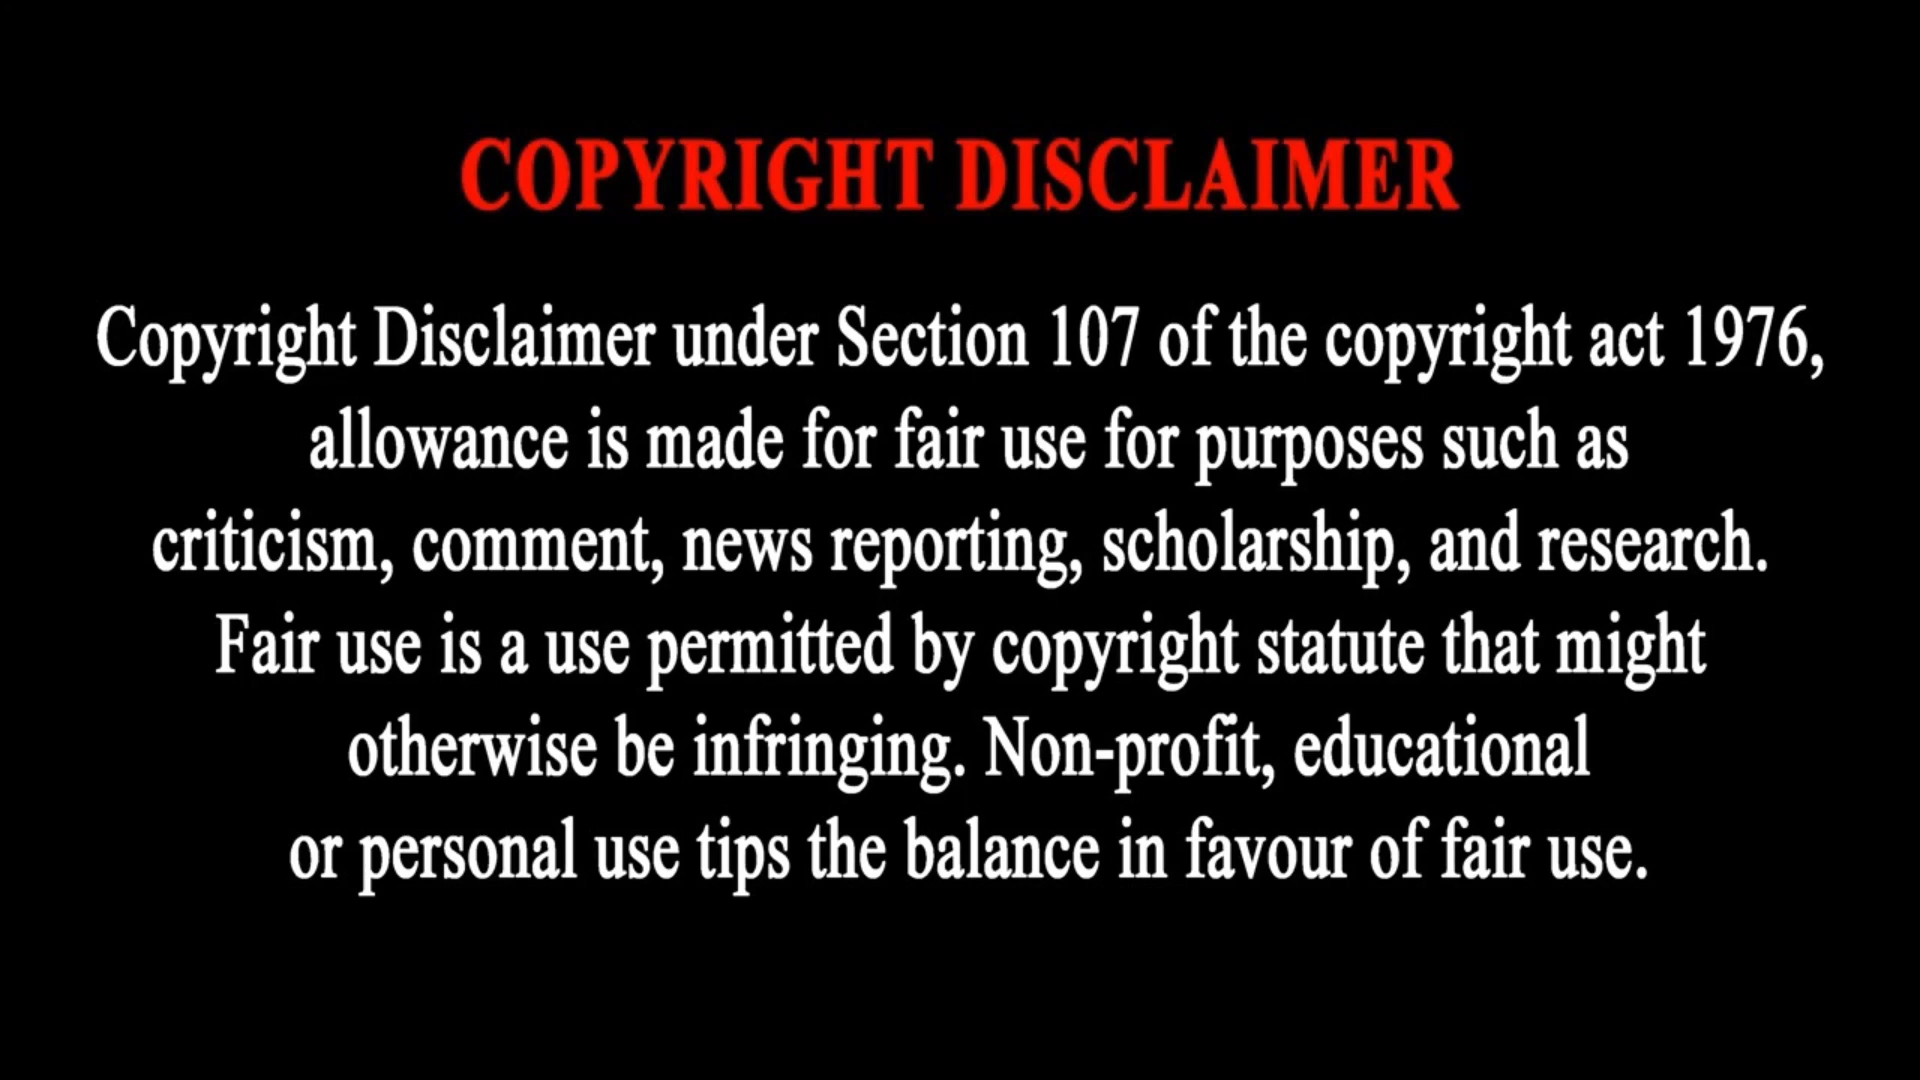 COPYRIGHT DISCLAIMER
Copyright Disclaimer under Section 107 of the copyright act 1976,
allowance is made for fair use for purposes such as
criticism, comment, news reporting, scholarship, and research.
Fair use is a use permitted by copyright statute that might
otherwise be infringing. Non-profit, educational
or personal use tips the balance in favour of fair use.